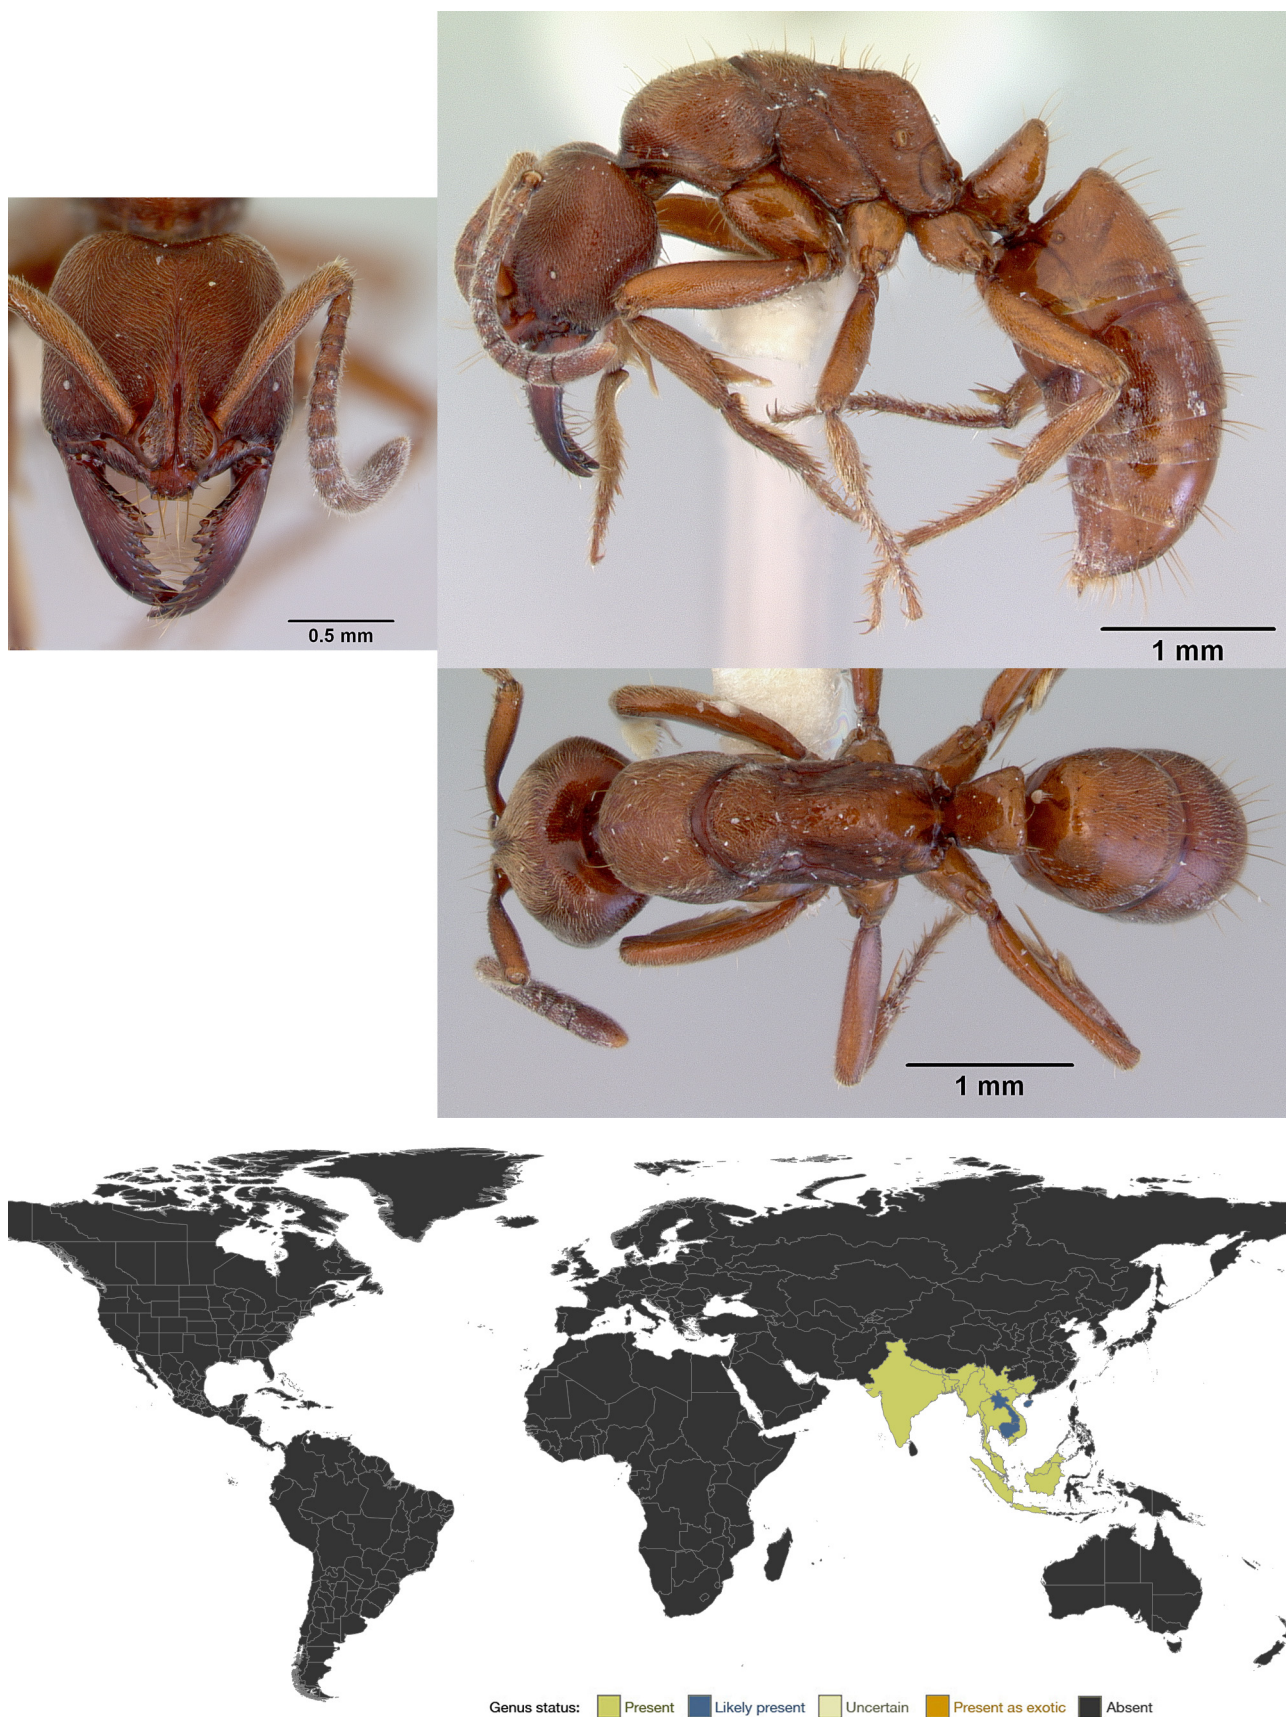 0.5 mm
1 mm
1 mm
Genus status: Present Likely present Uncertain Present as exotic Absent